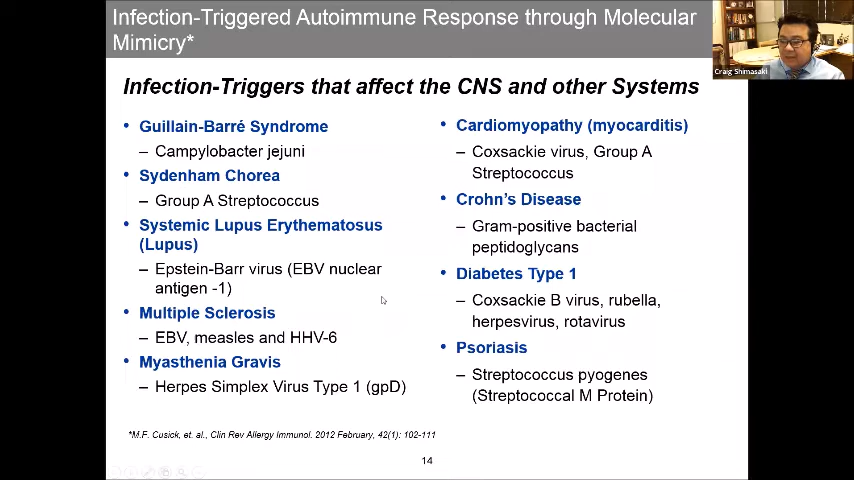 Infection-Triggered Autoimmune Response through Molecular
Mimicry*
Infection-Triggers that affect the CNS and other Systems
• Guillain-Barré Syndrome
– Campylobacter jejuni
• Sydenham Chorea
– Group A Streptococcus
• Systemic Lupus Erythematosus
(Lupus)
– Epstein-Barr virus (EBV nuclear
antigen -1)
• Multiple Sclerosis
– EBV, measles and HHV-6
• Myasthenia Gravis
– Herpes Simplex Virus Type 1 (gpD)
• Cardiomyopathy (myocarditis)
– Coxsackie virus, Group A
Streptococcus
• Crohn's Disease
– Gram-positive bacterial
peptidoglycans
• Diabetes Type 1
– Coxsackie B virus, rubella,
herpesvirus, rotavirus
• Psoriasis
– Streptococcus pyogenes
(Streptococcal M Protein)
*M.F. Cusick, et. al., Clin Rev Allergy Immunol. 2012 February, 42(1): 102-111
14
Craig Shimasaki